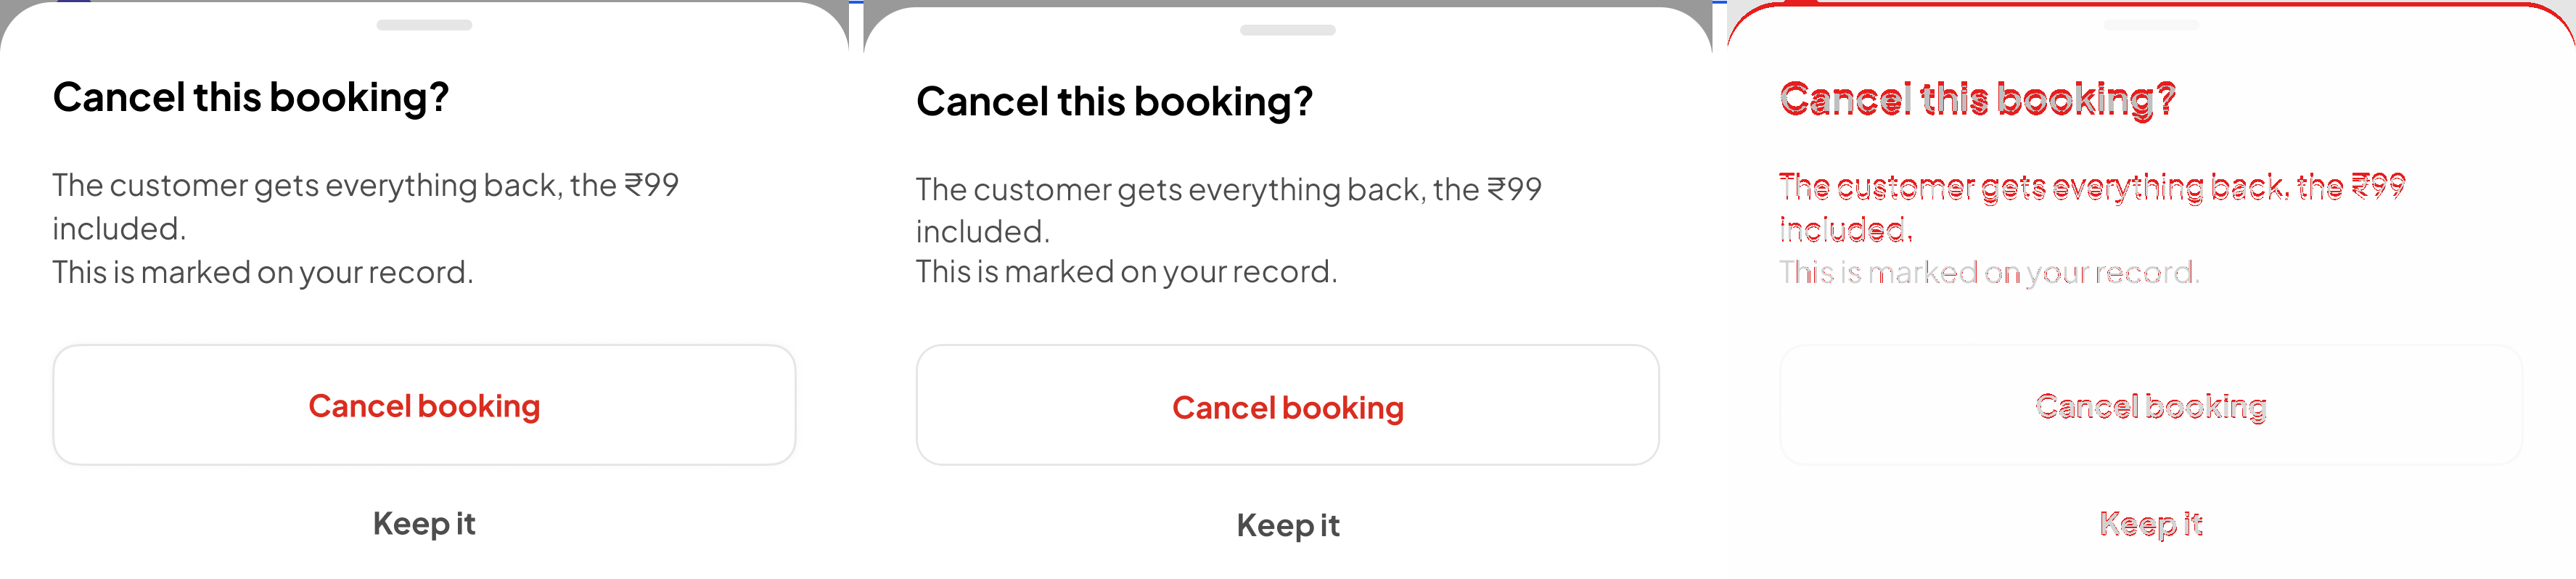 Cancel this booking?
The customer gets everything back, the ₹99
included.
This is marked on your record.
Cancel booking
Keep it
Cancel this booking?
The customer gets everything back, the ₹99
included.
This is marked on your record.
Cancel booking
Keep it
Cancel this booking?
The customer gets everything back, the ₹99
included.
This is marked on your record.
Cancel booking
Keep it